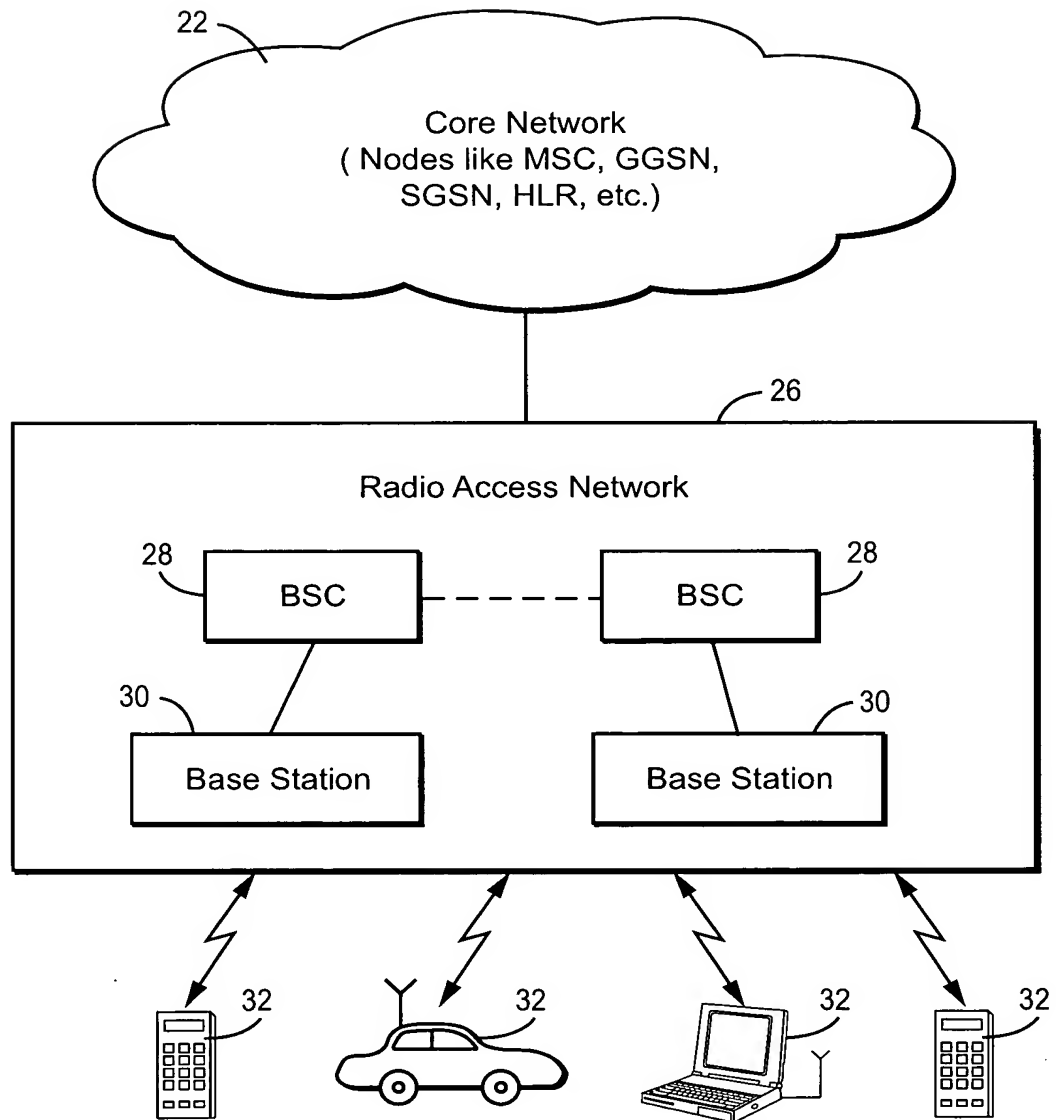 22
Core Network
( Nodes like MSC, GGSN,
SGSN, HLR, etc.)
26
Radio Access Network
28
BSC
BSC
28
30
Base Station
Base Station
30
32
32
32
32